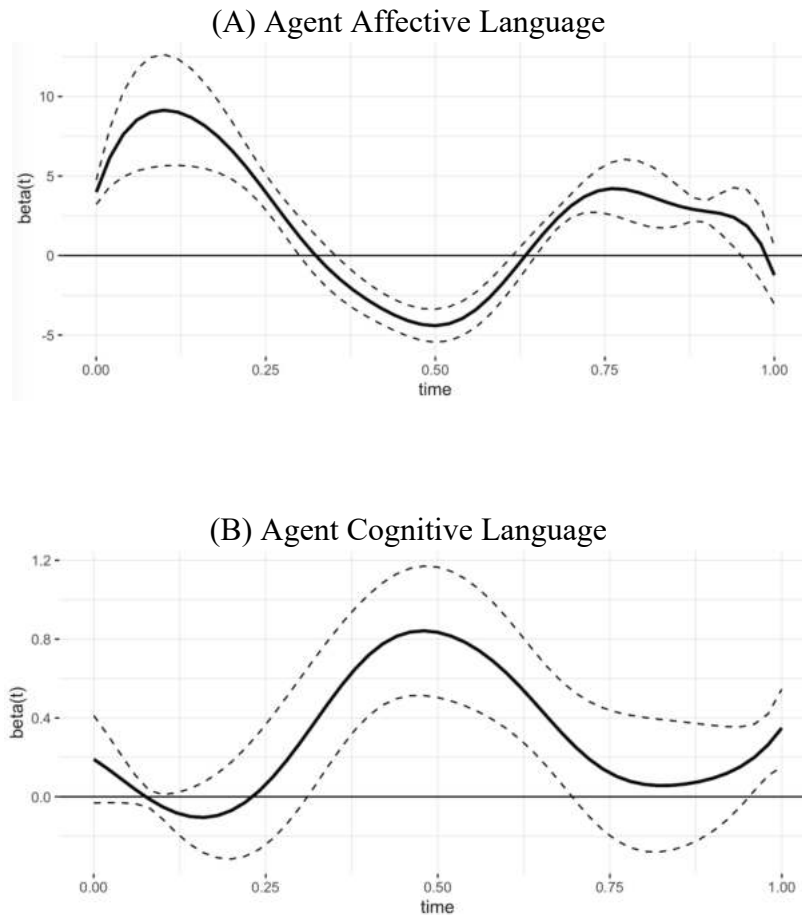 (A) Agent Affective Language
10
5
0
-5
beta(t)
0.00 0.25 0.50 0.75 1.00
time
(B) Agent Cognitive Language
1.2
0.8
0.4
0.0
beta(t)
0.00 0.25 0.50 0.75 1.00
time